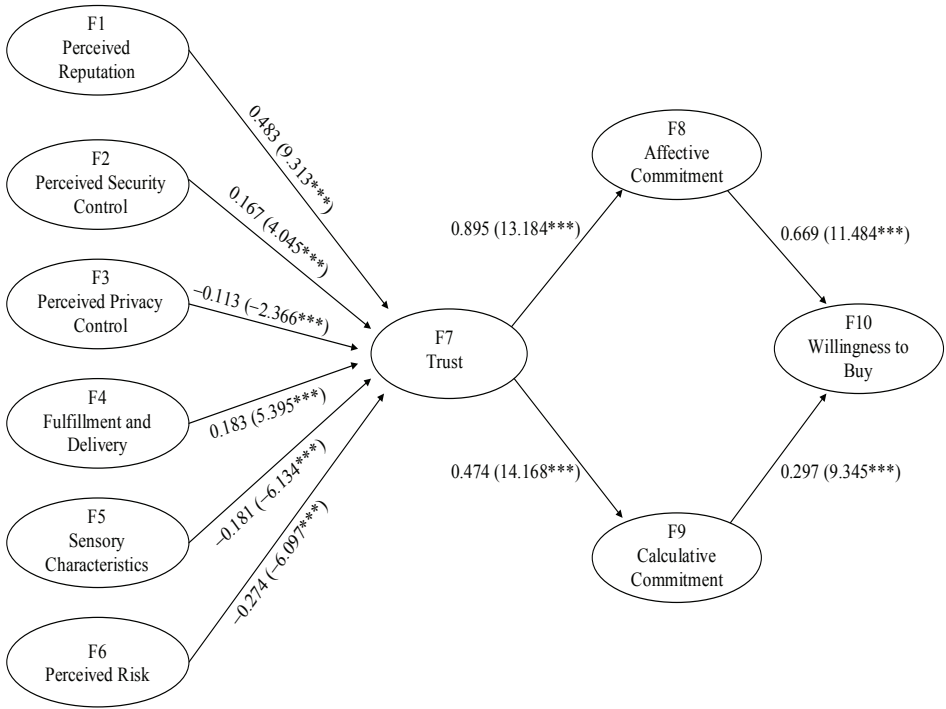 F1
Perceived
Reputation
0.483 (9.313***)
F2
Perceived Security
Control
0.167 (4.045***)
F3
Perceived Privacy
Control
−0.113 (−2.366***)
F4
Fulfillment and
Delivery
0.183 (5.395***)
F5
Sensory
Characteristics
−0.181 (−6.134***)
F6
Perceived Risk
−0.274 (−6.097***)
F7
Trust
0.895 (13.184***)
0.474 (14.168***)
F8
Affective
Commitment
0.669 (11.484***)
F9
Calculative
Commitment
0.297 (9.345***)
F10
Willingness to
Buy